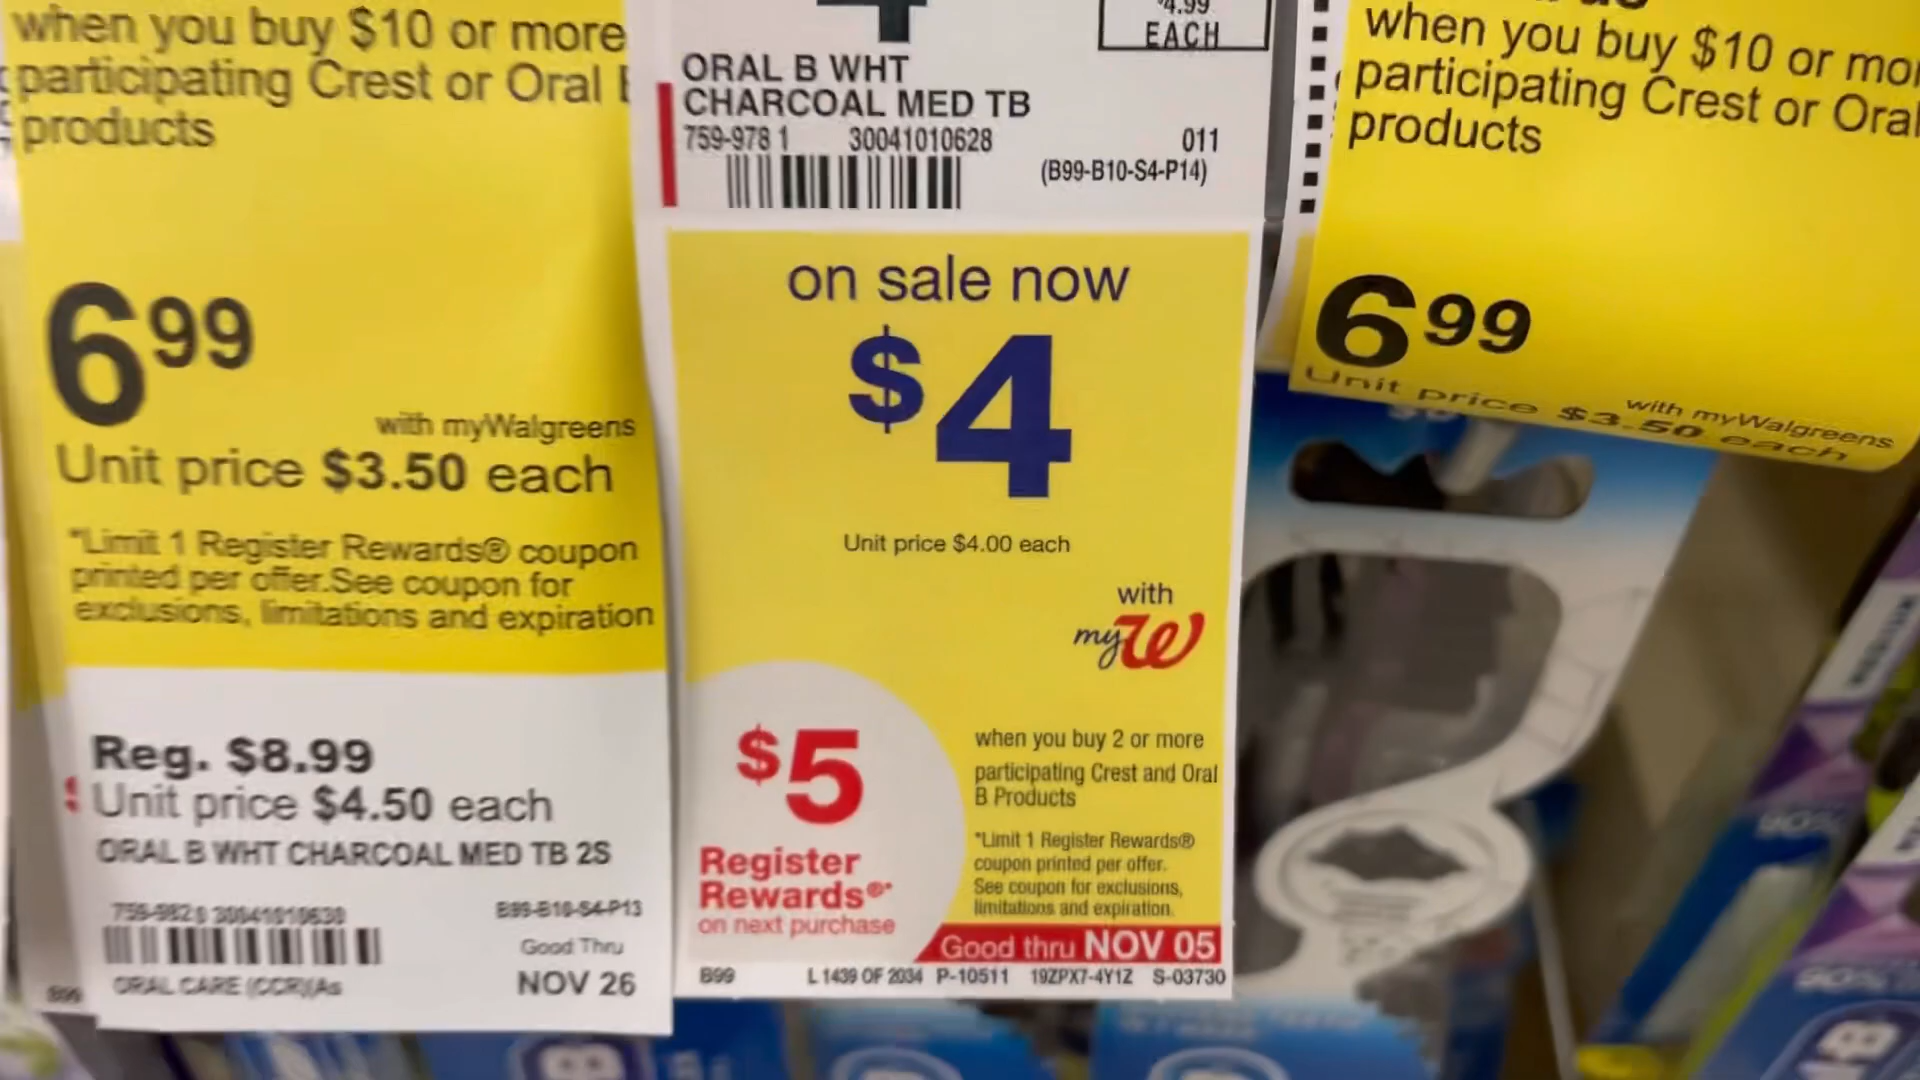 when you buy $10 or more
participating Crest or Oral
products
6 99
with myWalgreens
Unit price $3.50 each
*Limit 1 Register Rewards® coupon
printed per offer.See coupon for
exclusions, limitations and expiration
Reg. $8.99
Unit price $4.50 each
ORAL B WHT CHARCOAL MED TB 2S
B99-B10-S4-P13
Good Thru
NOV 26
ORAL CARE (CCR)(As
B99
4.99
EACH
ORAL B WHT
CHARCOAL MED TB
759-978 1 30041010628 011
(B99-B10-S4-P14)
on sale now
$4
Unit price $4.00 each
with
myW
$5
Register
Rewards®*
on next purchase
when you buy 2 or more
participating Crest and Oral
B Products
*Limit 1 Register Rewards®
coupon printed per offer.
See coupon for exclusions,
limitations and expiration.
Good thru NOV 05
B99 L 1439 OF 2034 P-10511 19ZPX7-4Y1Z S-03730
when you buy $10 or
participating Crest or Oral
products
6 99
with myWalgreens
Unit price $3.50 each